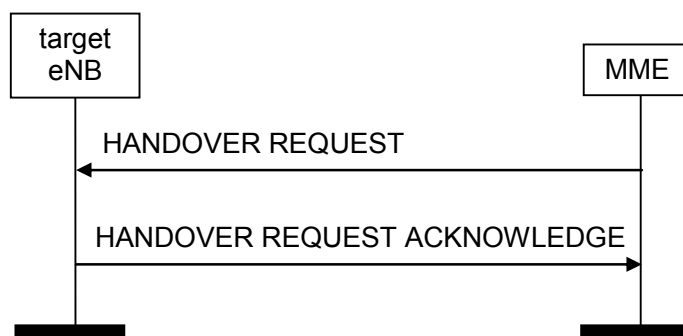 target
eNB
MME
HANDOVER REQUEST
HANDOVER REQUEST ACKNOWLEDGE